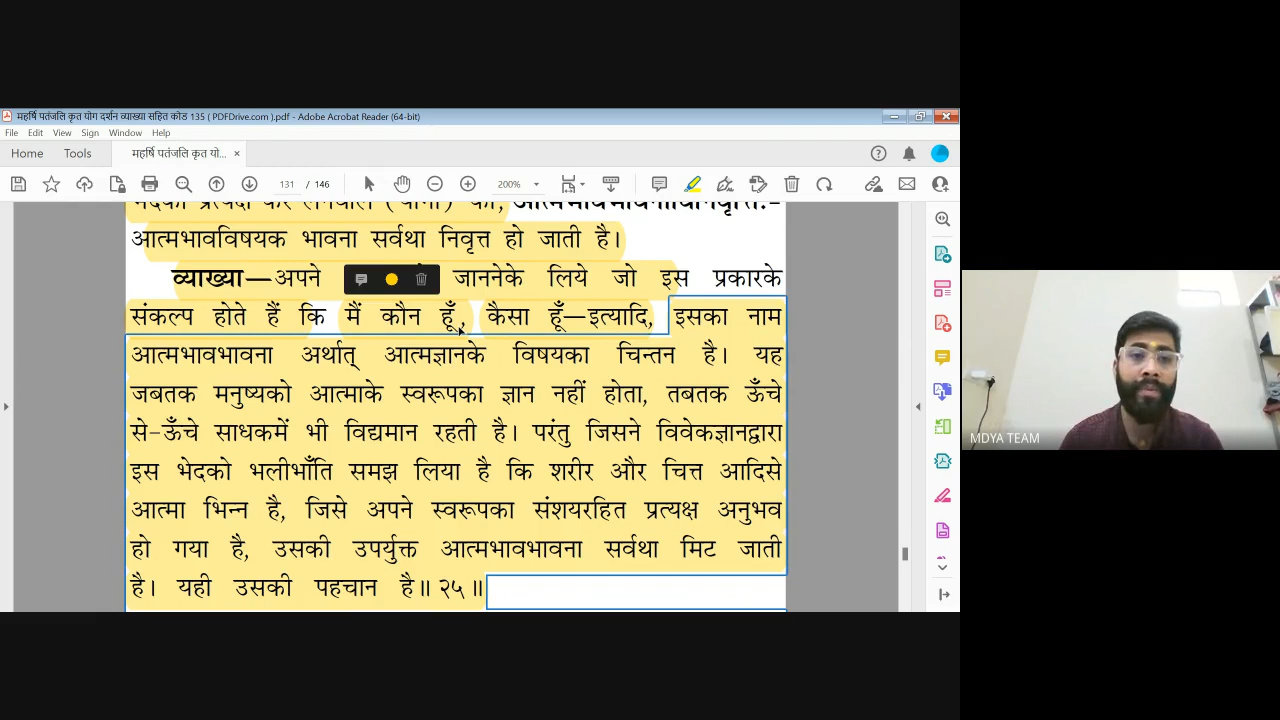 महर्षि पतंजलि कृत योग दर्शन व्याख्या सहित कोड 135 ( PDFDrive.com ).pdf - Adobe Acrobat Reader (64-bit)
File Edit View Sign Window Help
Home Tools महर्षि पतंजलि कृत यो... ×
131 / 146 200%
आत्मभावभावनाविनिवृत्तिः-
आत्मभावविषयक भावना सर्वथा निवृत्त हो जाती है।
व्याख्या—अपने जाननेके लिये जो इस प्रकारके
संकल्प होते हैं कि मैं कौन हूँ, कैसा हूँ—इत्यादि, इसका नाम
आत्मभावभावना अर्थात् आत्मज्ञानके विषयका चिन्तन है। यह
जबतक मनुष्यको आत्माके स्वरूपका ज्ञान नहीं होता, तबतक ऊँचे
से-ऊँचे साधकमें भी विद्यमान रहती है। परंतु जिसने विवेकज्ञानद्वारा
इस भेदको भलीभाँति समझ लिया है कि शरीर और चित्त आदिसे
आत्मा भिन्न है, जिसे अपने स्वरूपका संशयरहित प्रत्यक्ष अनुभव
हो गया है, उसकी उपर्युक्त आत्मभावभावना सर्वथा मिट जाती
है। यही उसकी पहचान है॥ २५॥
MDYA TEAM